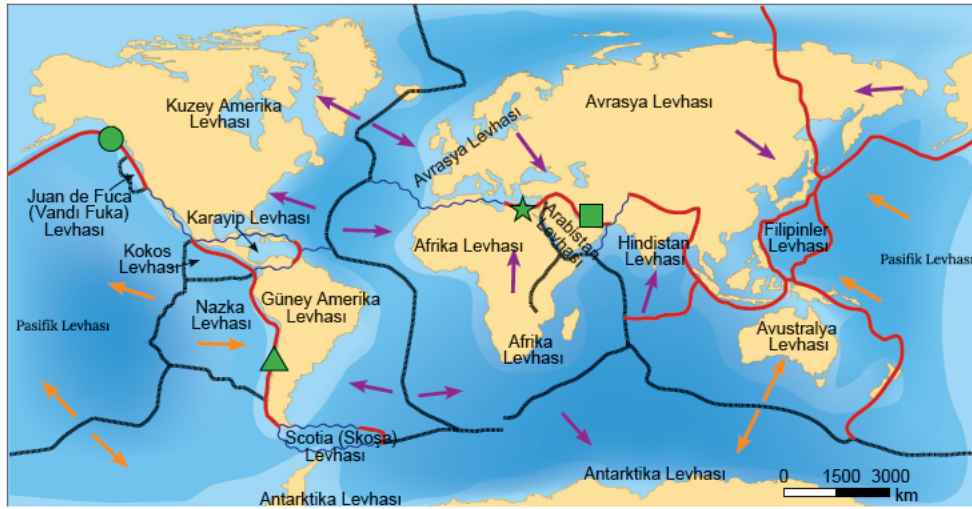 Kuzey Amerika
Levhası
Avrasya Levhası
Avrasya Levhası
Juan de Fuca
(Vandı Fuka)
Levhası
Karayip Levhası
Kokos
Levhası
Afrika Levhası
Arabistan
Levhası
Hindistan
Levhası
Filipinler
Levhası
Pasifik Levhası
Nazka
Levhası
Güney Amerika
Levhası
Pasifik Levhası
Afrika
Levhası
Avustralya
Levhası
Scotia (Skoşa)
Levhası
Antarktika Levhası
Antarktika Levhası
0 1500 3000
km